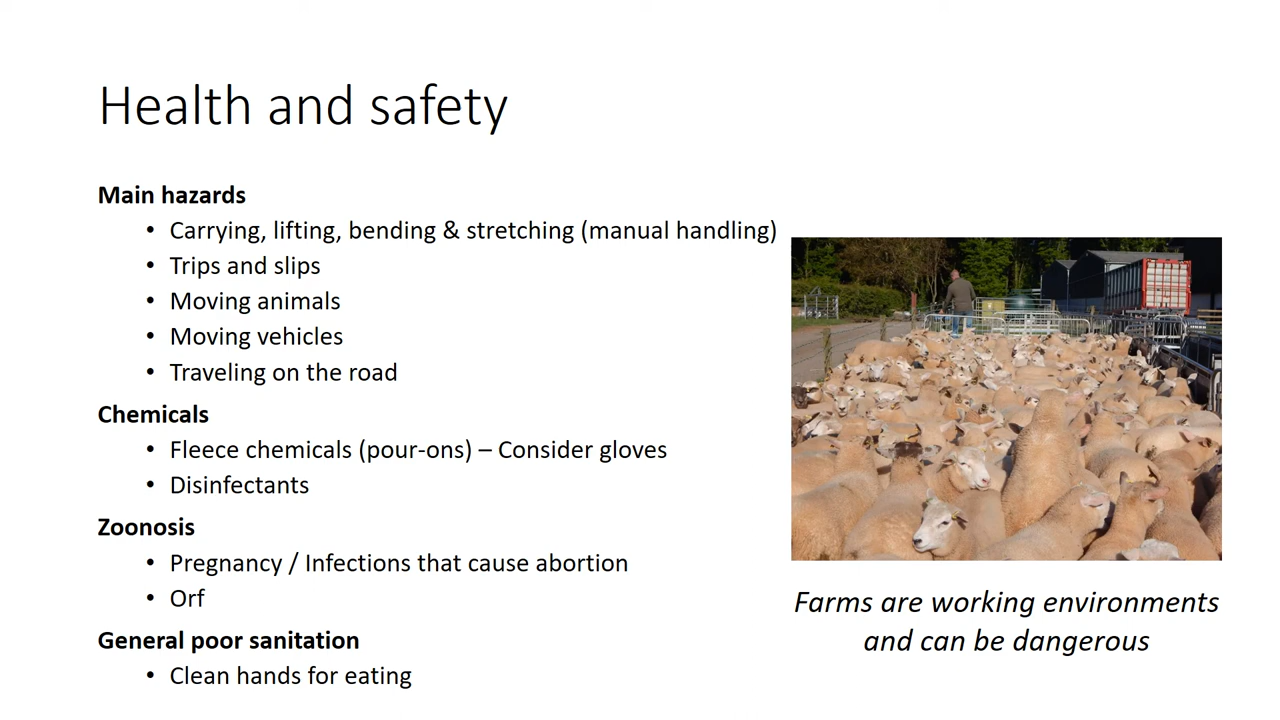 Health and safety
Main hazards
• Carrying, lifting, bending & stretching (manual handling)
• Trips and slips
• Moving animals
• Moving vehicles
• Traveling on the road
Chemicals
• Fleece chemicals (pour-ons) – Consider gloves
• Disinfectants
Zoonosis
• Pregnancy / Infections that cause abortion
• Orf
General poor sanitation
• Clean hands for eating
Farms are working environments
and can be dangerous